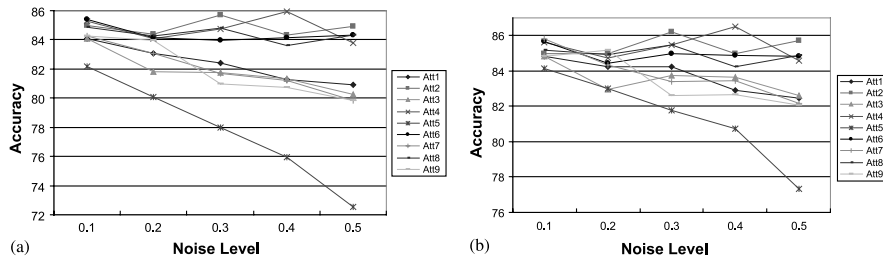 86
84
82
80
78
76
74
72
Accuracy
0.1 0.2 0.3 0.4 0.5
Noise Level
Att1
Att2
Att3
Att4
Att5
Att6
Att7
Att8
Att9
(a)
86
84
82
80
78
76
Accuracy
0.1 0.2 0.3 0.4 0.5
Noise Level
Att1
Att2
Att3
Att4
Att5
Att6
Att7
Att8
Att9
(b)